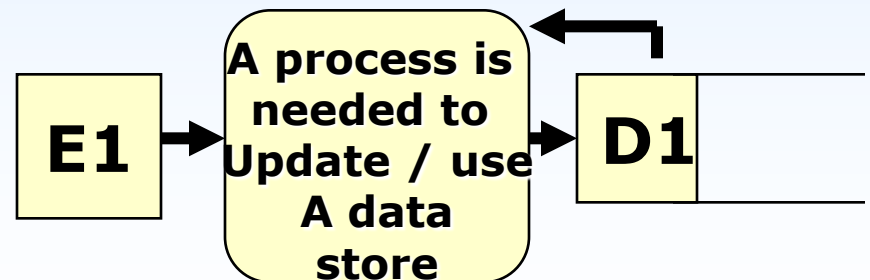 E1
A process is
needed to
Update / use
A data
store
D1